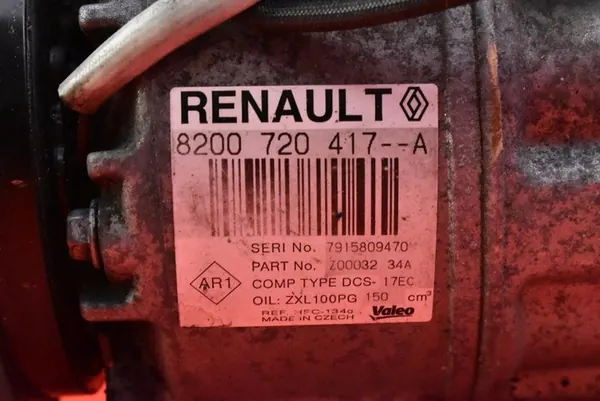 RENAULT
8200 720 417--A
SERI No. 7915809470
PART No. Z00032 34A
COMP TYPE DCS- 17EC
AR1
OIL: ZXL100PG 150 cm³
REF. HFC-134a
MADE IN CZECH
Valeo